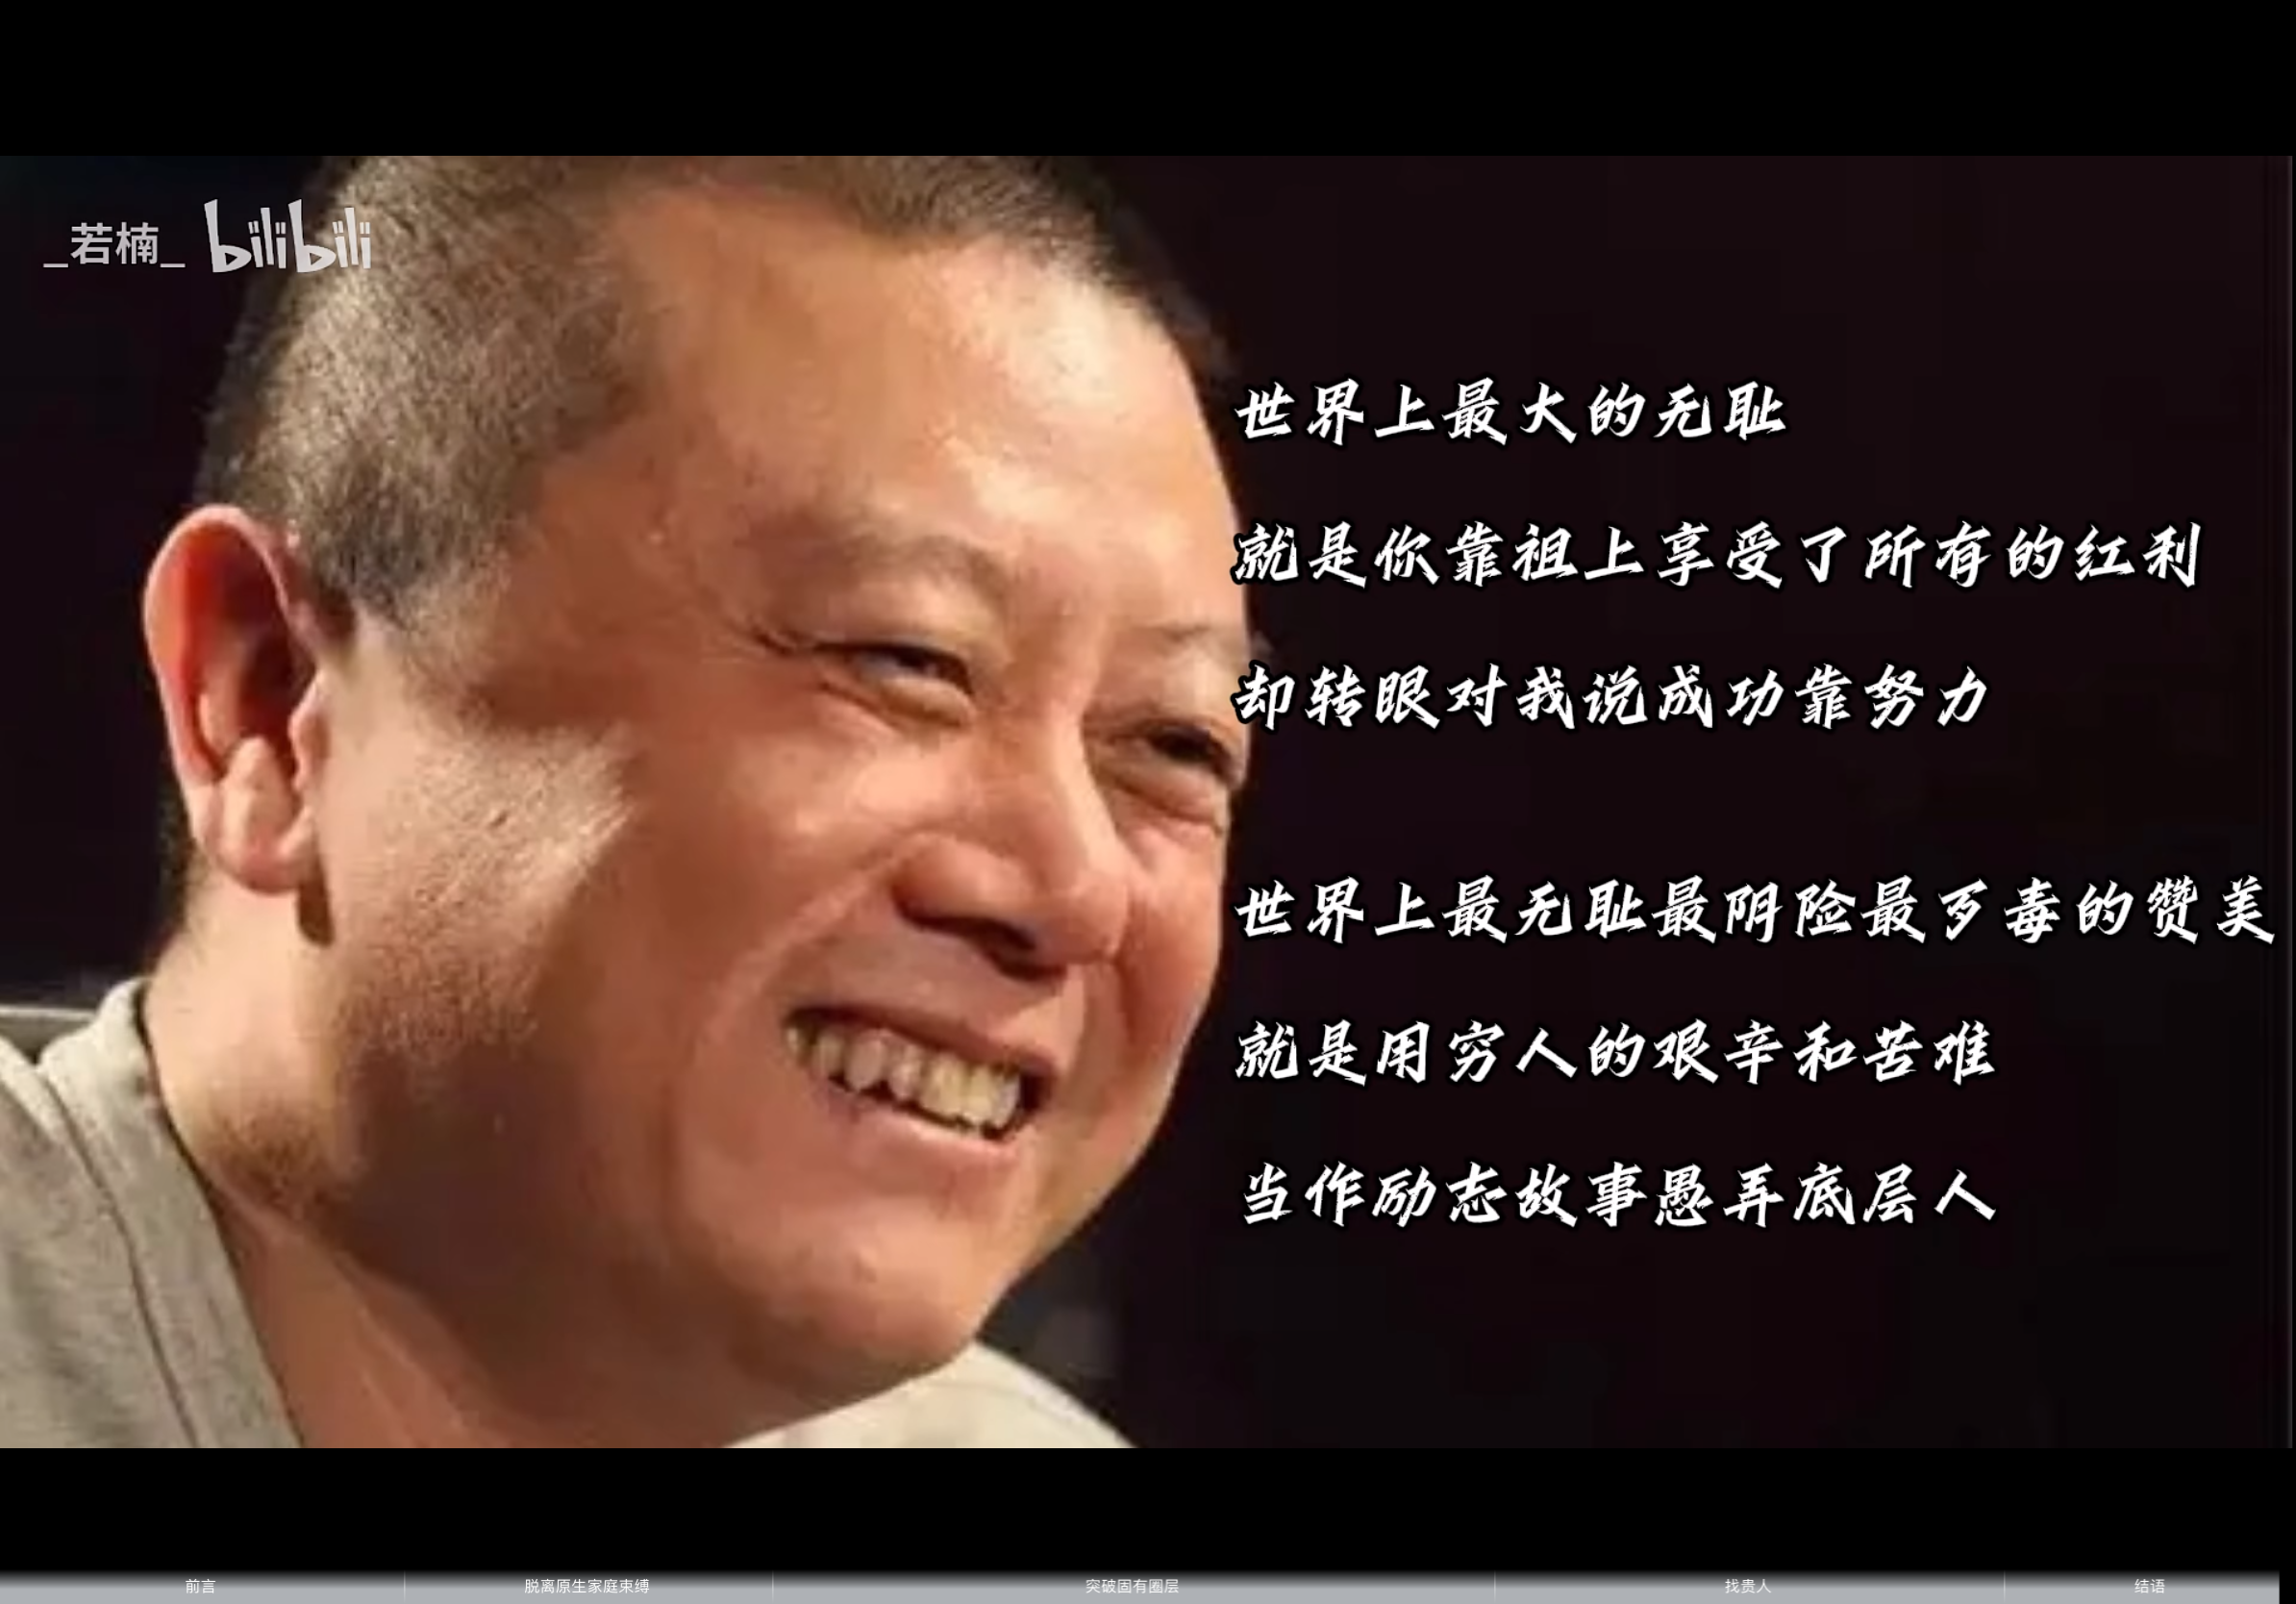 _若楠_ bilibili
世界上最大的无耻
就是你靠祖上享受了所有的红利
却转眼对我说成功靠努力
世界上最无耻最阴险最歹毒的赞美
就是用穷人的艰辛和苦难
当作励志故事愚弄底层人
前言 脱离原生家庭束缚 突破固有圈层 找贵人 结语